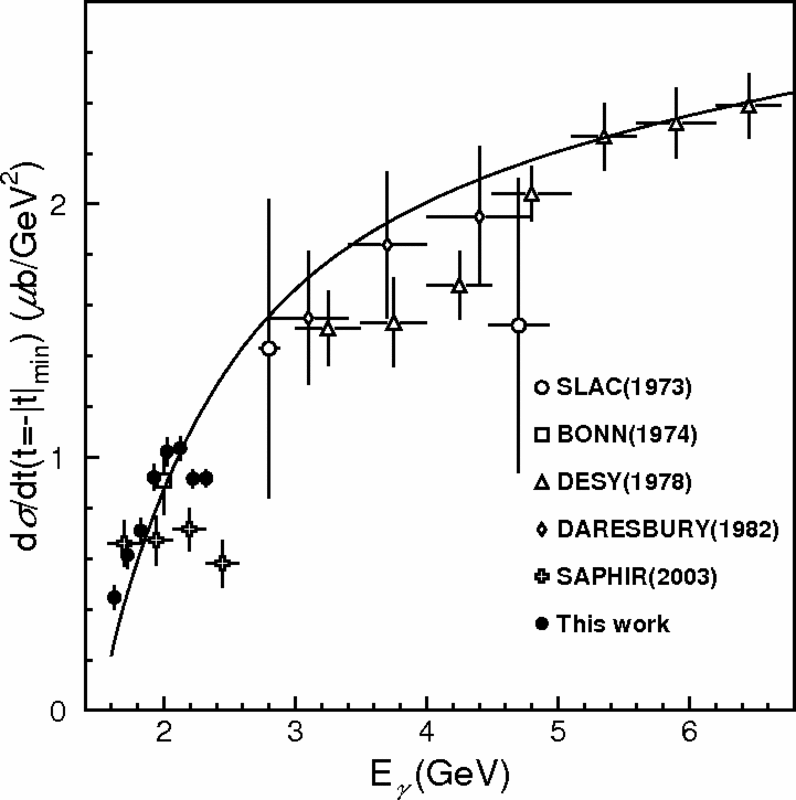 dσ/dt(t=-|t|min) (μb/GeV2)
2
1
0
SLAC(1973)
BONN(1974)
DESY(1978)
DARESBURY(1982)
SAPHIR(2003)
This work
2 3 4 5 6
Eγ(GeV)